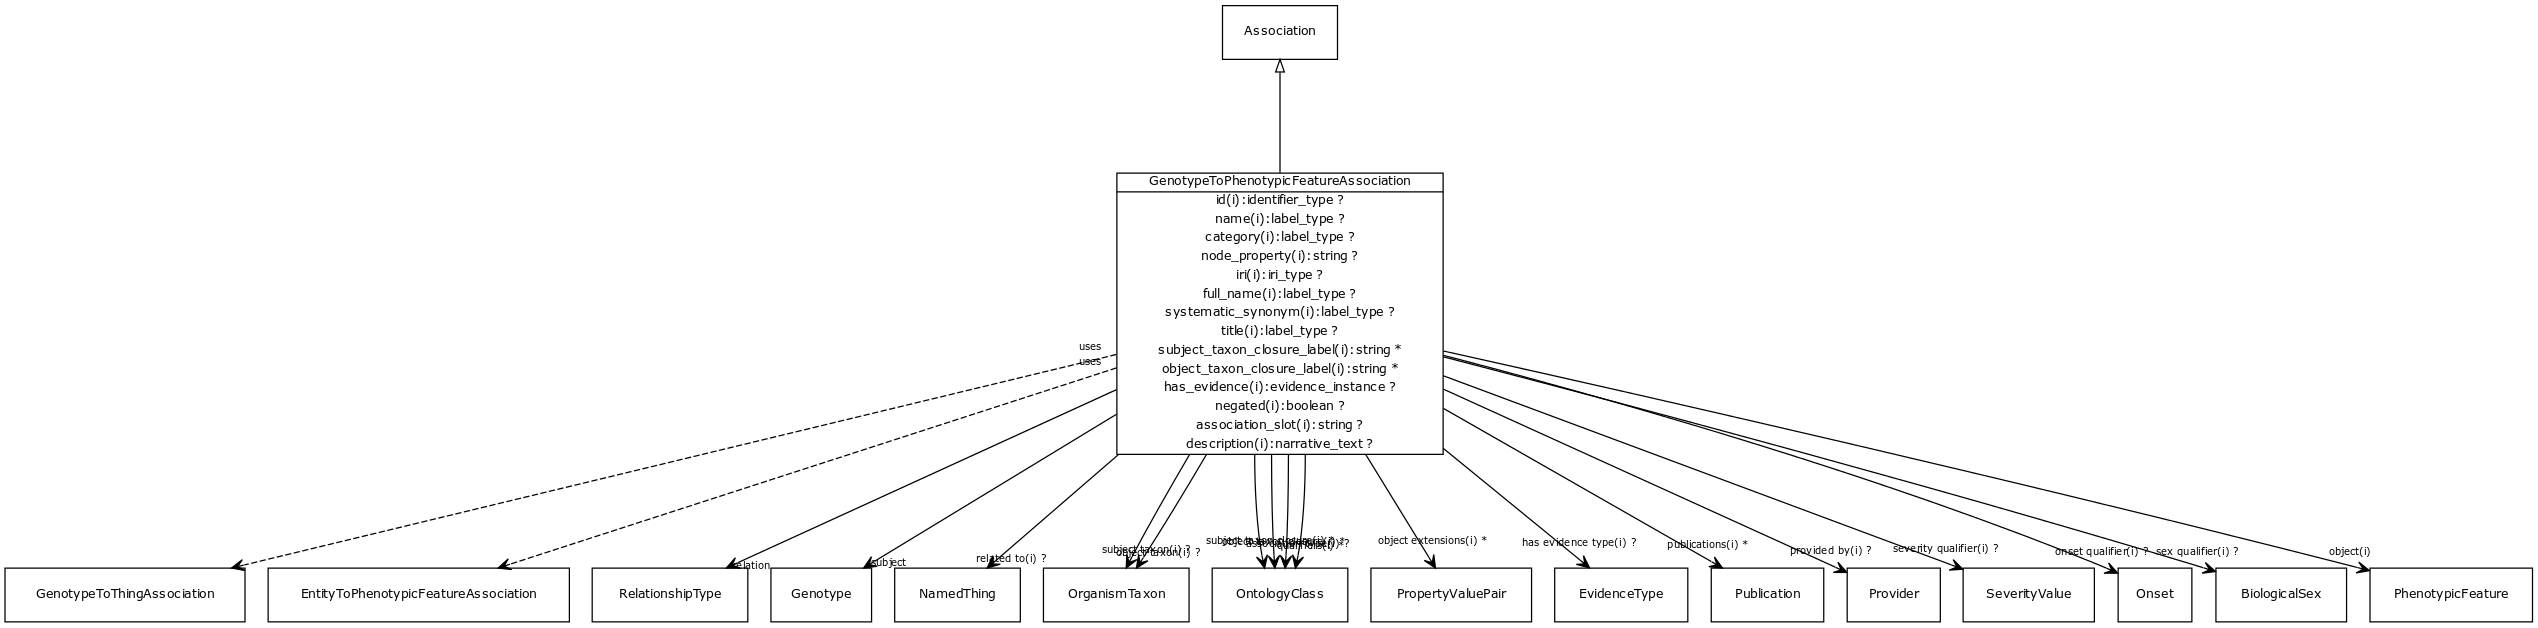 Association
GenotypeToPhenotypicFeatureAssociation
id(i):identifier_type ?
name(i):label_type ?
category(i):label_type ?
node_property(i):string ?
iri(i):iri_type ?
full_name(i):label_type ?
systematic_synonym(i):label_type ?
title(i):label_type ?
subject_taxon_closure_label(i):string *
object_taxon_closure_label(i):string *
has_evidence(i):evidence_instance ?
negated(i):boolean ?
association_slot(i):string ?
description(i):narrative_text ?
uses
uses
relation
subject
related to(i) ?
subject taxon(i) ?
object taxon(i) ?
object extensions(i) *
has evidence type(i) ?
publications(i) *
provided by(i) ?
severity qualifier(i) ?
onset qualifier(i) ?
sex qualifier(i) ?
object(i)
GenotypeToThingAssociation
EntityToPhenotypicFeatureAssociation
RelationshipType
Genotype
NamedThing
OrganismTaxon
OntologyClass
PropertyValuePair
EvidenceType
Publication
Provider
SeverityValue
Onset
BiologicalSex
PhenotypicFeature